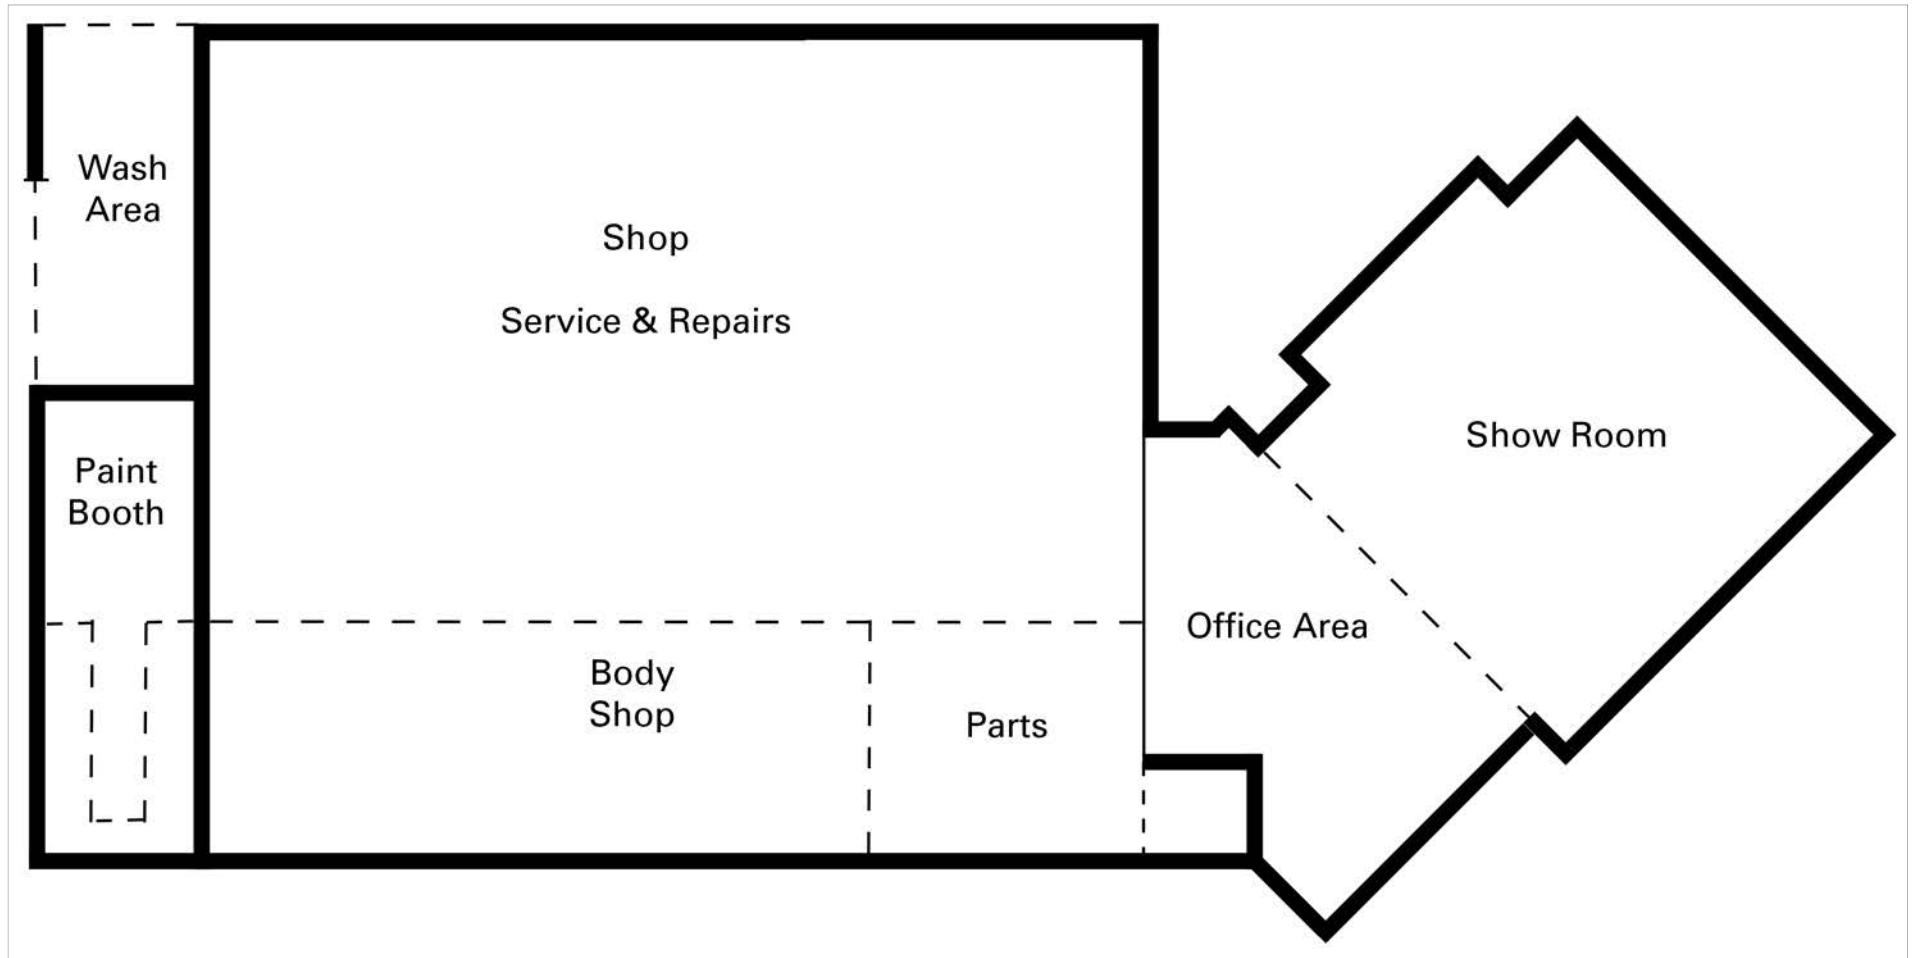 Wash
Area
Shop
Service & Repairs
Paint
Booth
Show Room
Office Area
Body
Shop
Parts